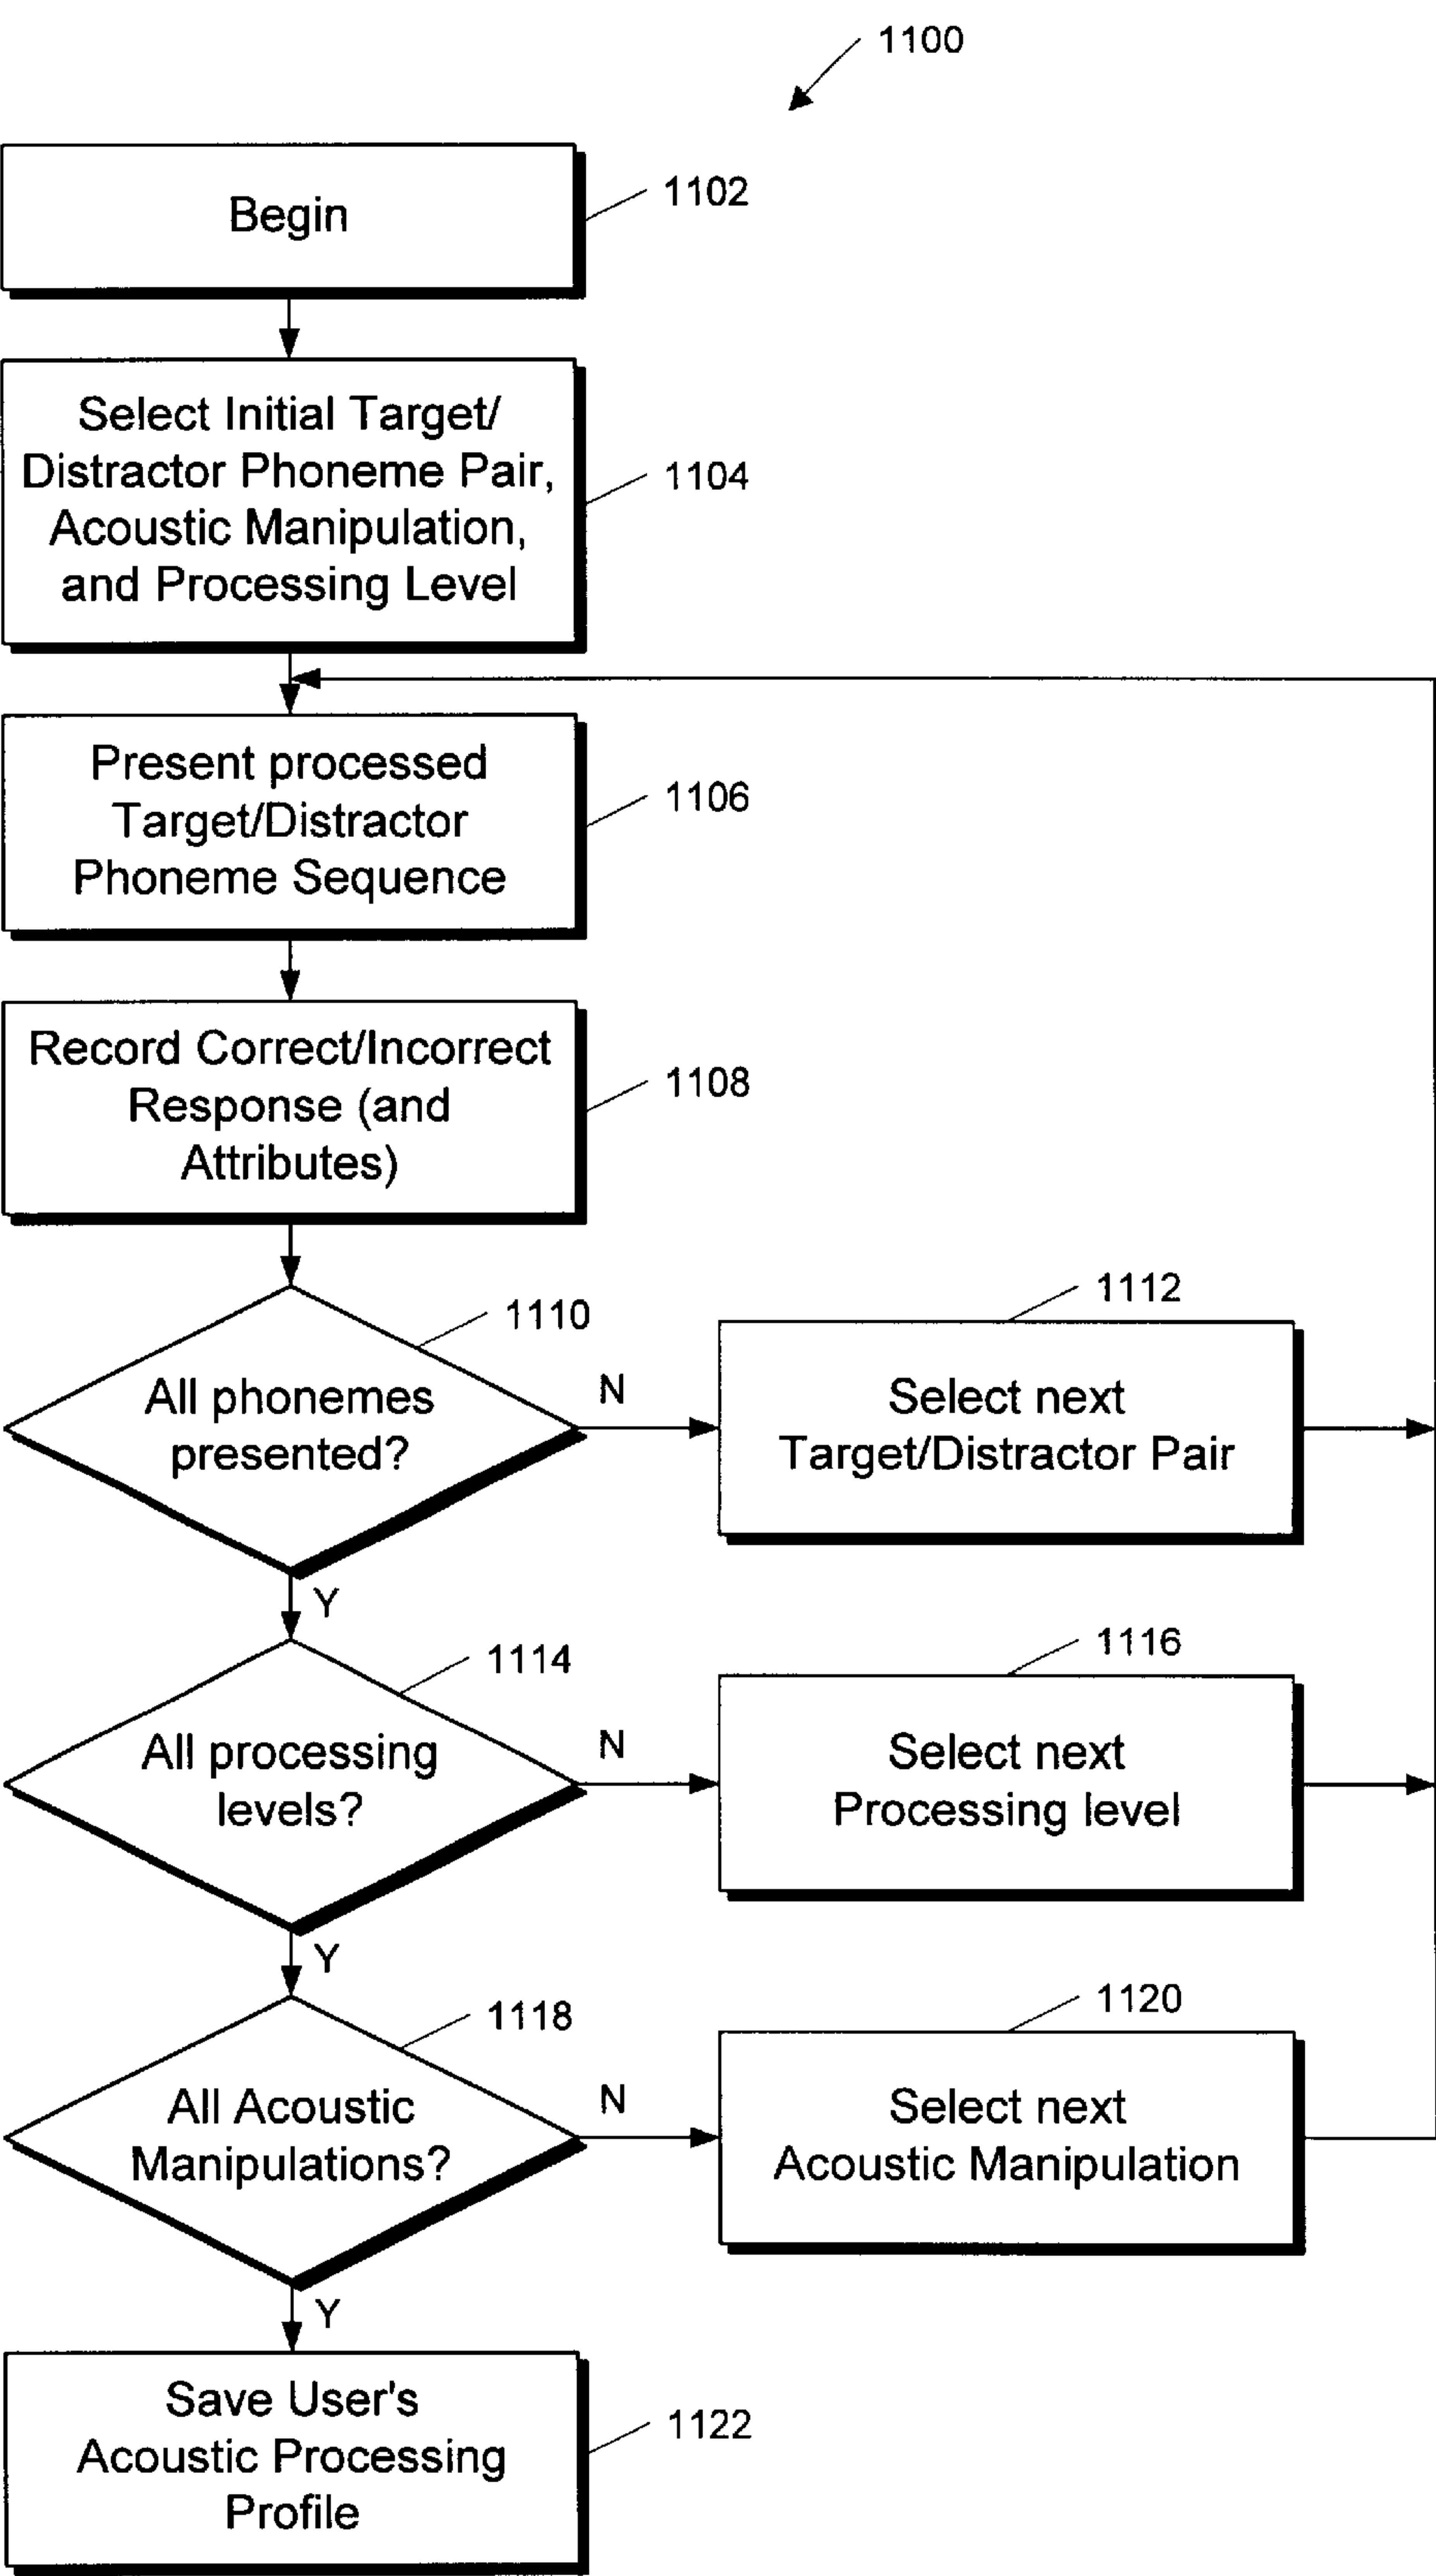 1100
Begin
1102
Select Initial Target/
Distractor Phoneme Pair,
Acoustic Manipulation,
and Processing Level
1104
Present processed
Target/Distractor
Phoneme Sequence
1106
Record Correct/Incorrect
Response (and
Attributes)
1108
All phonemes
presented?
1110
N
Y
Select next
Target/Distractor Pair
1112
All processing
levels?
1114
N
Y
Select next
Processing level
1116
All Acoustic
Manipulations?
1118
N
Y
Select next
Acoustic Manipulation
1120
Save User's
Acoustic Processing
Profile
1122